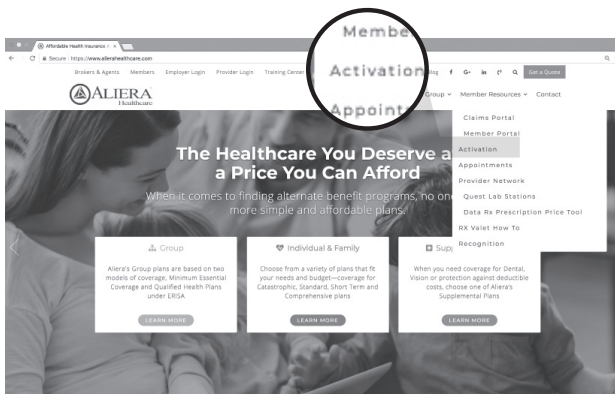 Membe
Activation
Appoints
Affordable Health Insurance
Secure https://www.alierahealthcare.com
Brokers & Agents Members Employer Login Provider Login Training Center Blog f G+ in Get a Quote
ALIERA
Healthcare
Group Member Resources Contact
Claims Portal
Member Portal
Activation
Appointments
Provider Network
Quest Lab Stations
Data Rx Prescription Price Tool
RX Valet How To
Recognition
The Healthcare You Deserve a
a Price You Can Afford
When it comes to finding alternate benefit programs, no one
more simple and affordable plans.
Group
Aliera's Group plans are based on two
models of coverage, Minimum Essential
Coverage and Qualified Health Plans
under ERISA
LEARN MORE
Individual & Family
Choose from a variety of plans that fit
your needs and budget—coverage for
Catastrophic, Standard, Short Term and
Comprehensive plans
LEARN MORE
Supp
When you need coverage for Dental,
Vision or protection against deductible
costs, choose one of Aliera's
Supplemental Plans
LEARN MORE